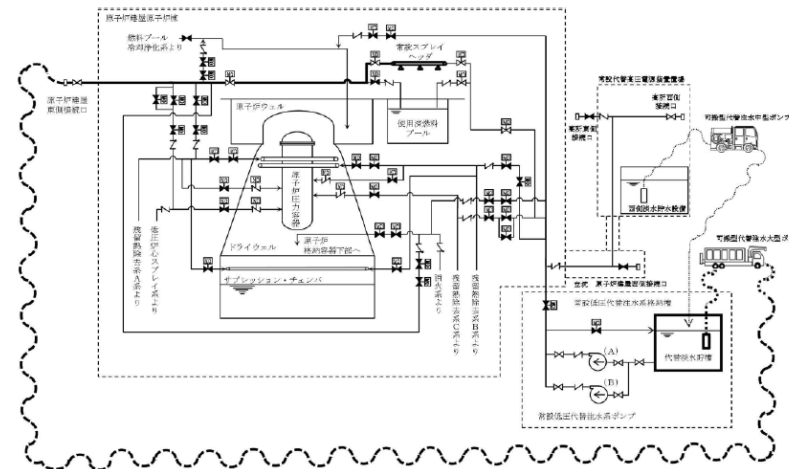 原子炉建屋原子炉棟
燃料プール
冷却浄化系より
常設スプレイ
ヘッダ
原子炉建屋
東側接続口
原子炉ウェル
使用済燃料
プール
原子炉圧力容器
ドライウェル
原子炉
格納容器下部へ
サプレッション・チェンバ
残留熱除去系A系より
低圧炉心スプレイ系より
消火系より
残留熱除去系C系より
残留熱除去系B系より
常設代替高圧電源装置置場
高所西側
接続口
高所東側
接続口
西側淡水貯水設備
可搬型代替注水中型ポンプ
可搬型代替注水大型ポ
原子炉建屋西側接続口
常設低圧代替注水系格納槽
(A)
(B)
代替淡水貯槽
常設低圧代替注水系ポンプ